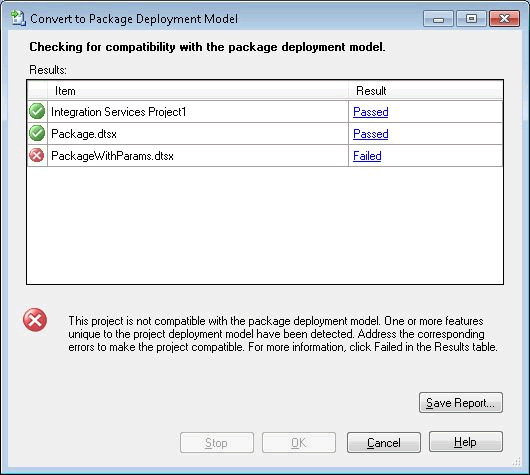 Convert to Package Deployment Model
Checking for compatibility with the package deployment model.
Results:
Item Result
Integration Services Project1 Passed
Package.dtsx Passed
PackageWithParams.dtsx Failed
This project is not compatible with the package deployment model. One or more features
unique to the project deployment model have been detected. Address the corresponding
errors to make the project compatible. For more information, click Failed in the Results table.
Save Report...
Stop OK Cancel Help